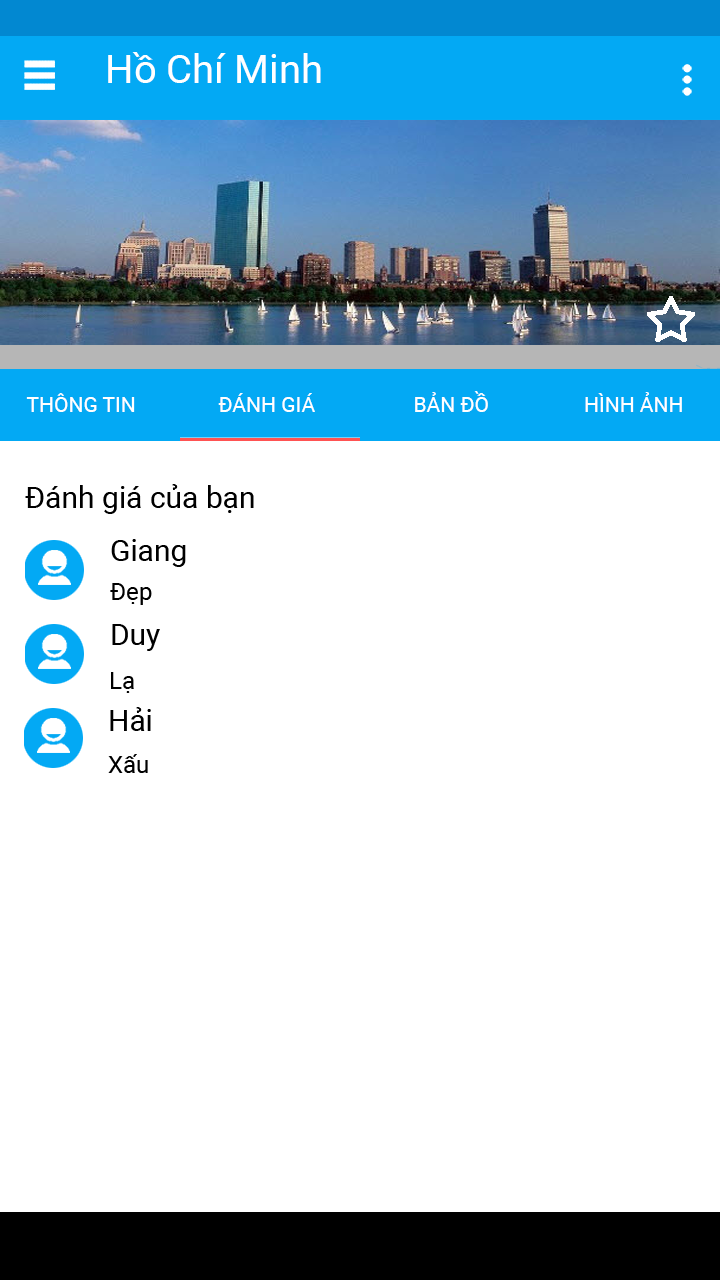 Hồ Chí Minh
THÔNG TIN ĐÁNH GIÁ BẢN ĐỒ HÌNH ẢNH
Đánh giá của bạn
Giang
Đẹp
Duy
Lạ
Hải
Xấu